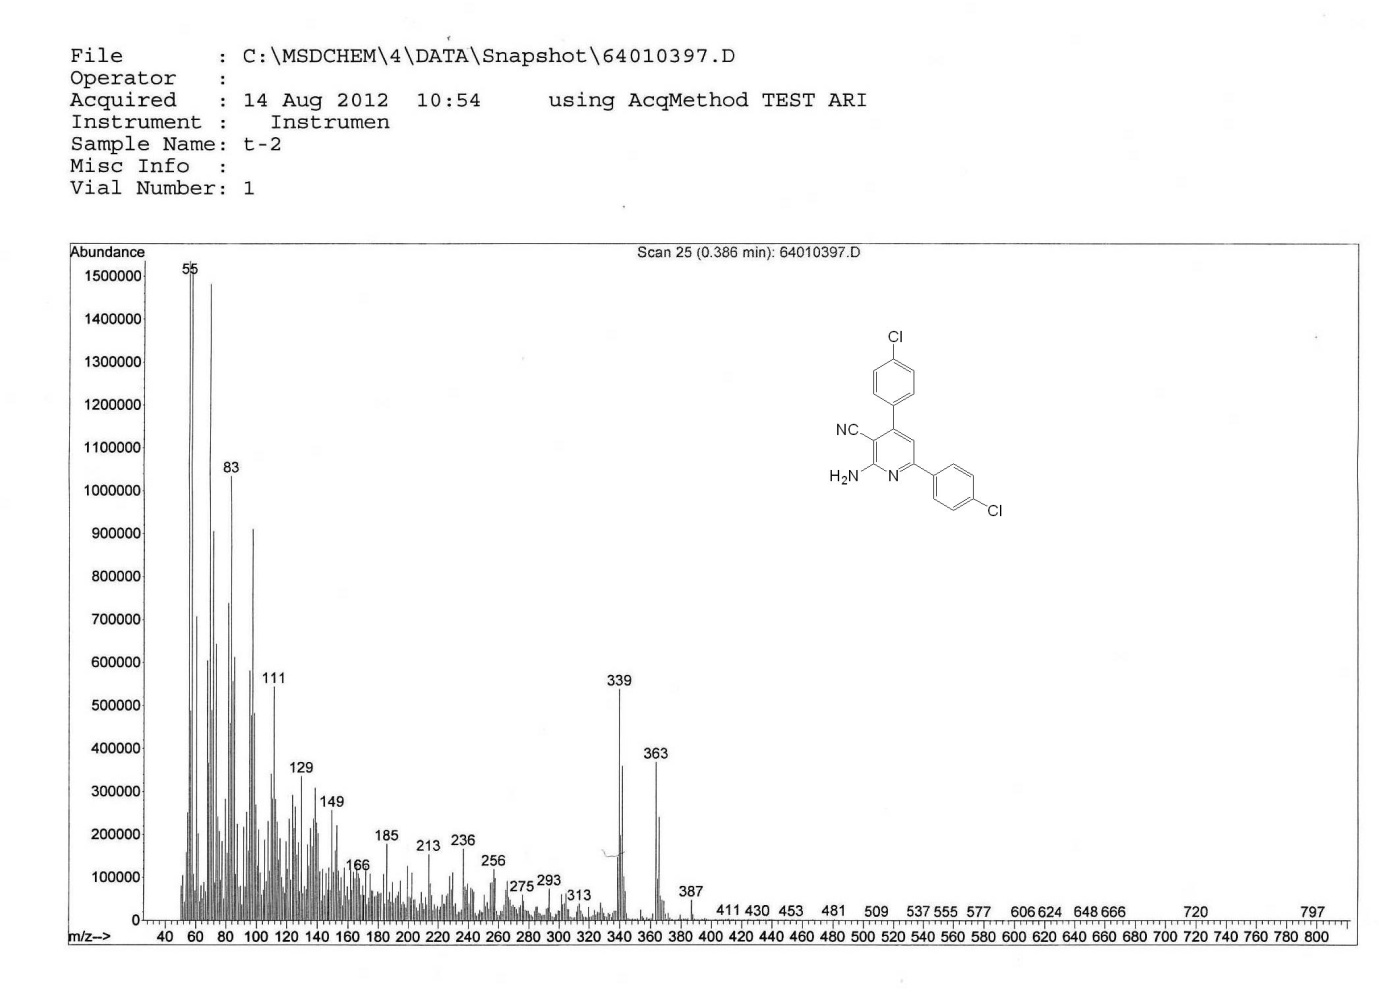 File : C:\MSDCHEM\4\DATA\Snapshot\64010397.D
Operator :
Acquired : 14 Aug 2012 10:54 using AcqMethod TEST ARI
Instrument : Instrumen
Sample Name: t-2
Misc Info :
Vial Number: 1
Abundance
Scan 25 (0.386 min): 64010397.D
55
1500000
1400000
1300000
1200000
1100000
1000000
900000
800000
700000
600000
500000
400000
300000
200000
100000
0
83
111
129
149
166
185
213
236
256
275
293
313
339
363
387
411 430 453 481 509 537 555 577 606 624 648 666 720 797
Cl
NC
H2N
N
Cl
m/z-->
40 60 80 100 120 140 160 180 200 220 240 260 280 300 320 340 360 380 400 420 440 460 480 500 520 540 560 580 600 620 640 660 680 700 720 740 760 780 800